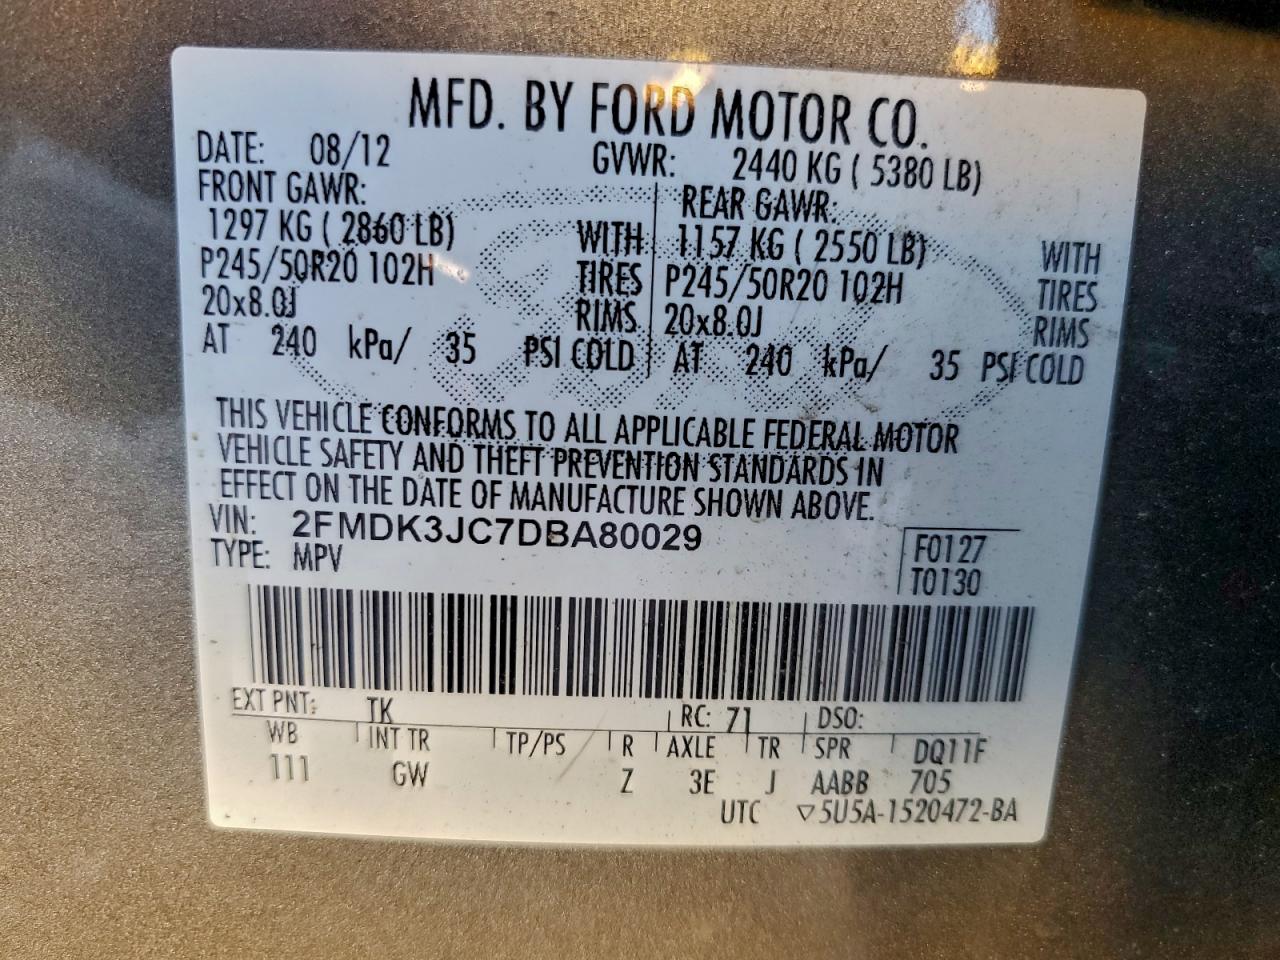 MFD. BY FORD MOTOR CO.
DATE: 08/12 GVWR: 2440 KG ( 5380 LB)
FRONT GAWR: REAR GAWR:
1297 KG ( 2860 LB) WITH 1157 KG ( 2550 LB) WITH
P245/50R20 102H TIRES P245/50R20 102H TIRES
20x8.0J RIMS 20x8.0J RIMS
AT 240 kPa/ 35 PSI COLD AT 240 kPa/ 35 PSI COLD
THIS VEHICLE CONFORMS TO ALL APPLICABLE FEDERAL MOTOR
VEHICLE SAFETY AND THEFT PREVENTION STANDARDS IN
EFFECT ON THE DATE OF MANUFACTURE SHOWN ABOVE.
VIN: 2FMDK3JC7DBA80029
TYPE: MPV
F0127
T0130
EXT PNT: TK RC: 71 DSO:
WB INT TR TP/PS R AXLE TR SPR DQ11F
111 GW Z 3E J AABB 705
UTC ▽5U5A-1520472-BA